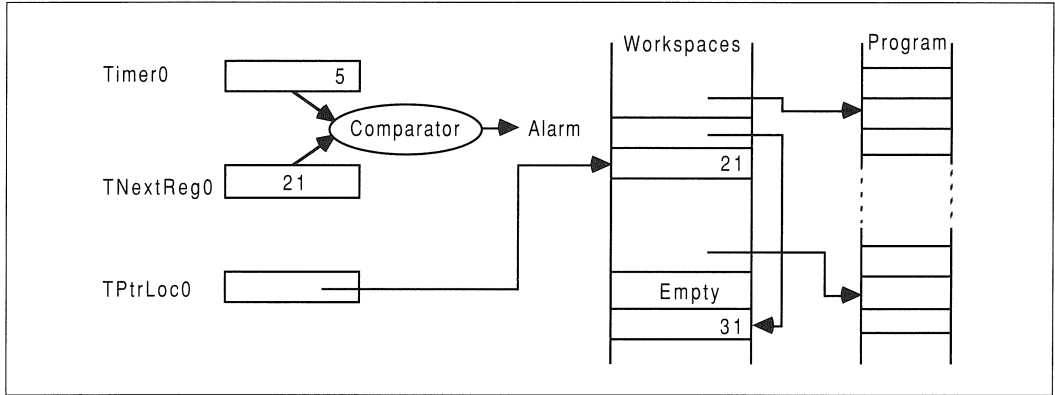 Workspaces
Program
Timer0
5
Comparator
Alarm
TNextReg0
21
21
TPtrLoc0
Empty
31